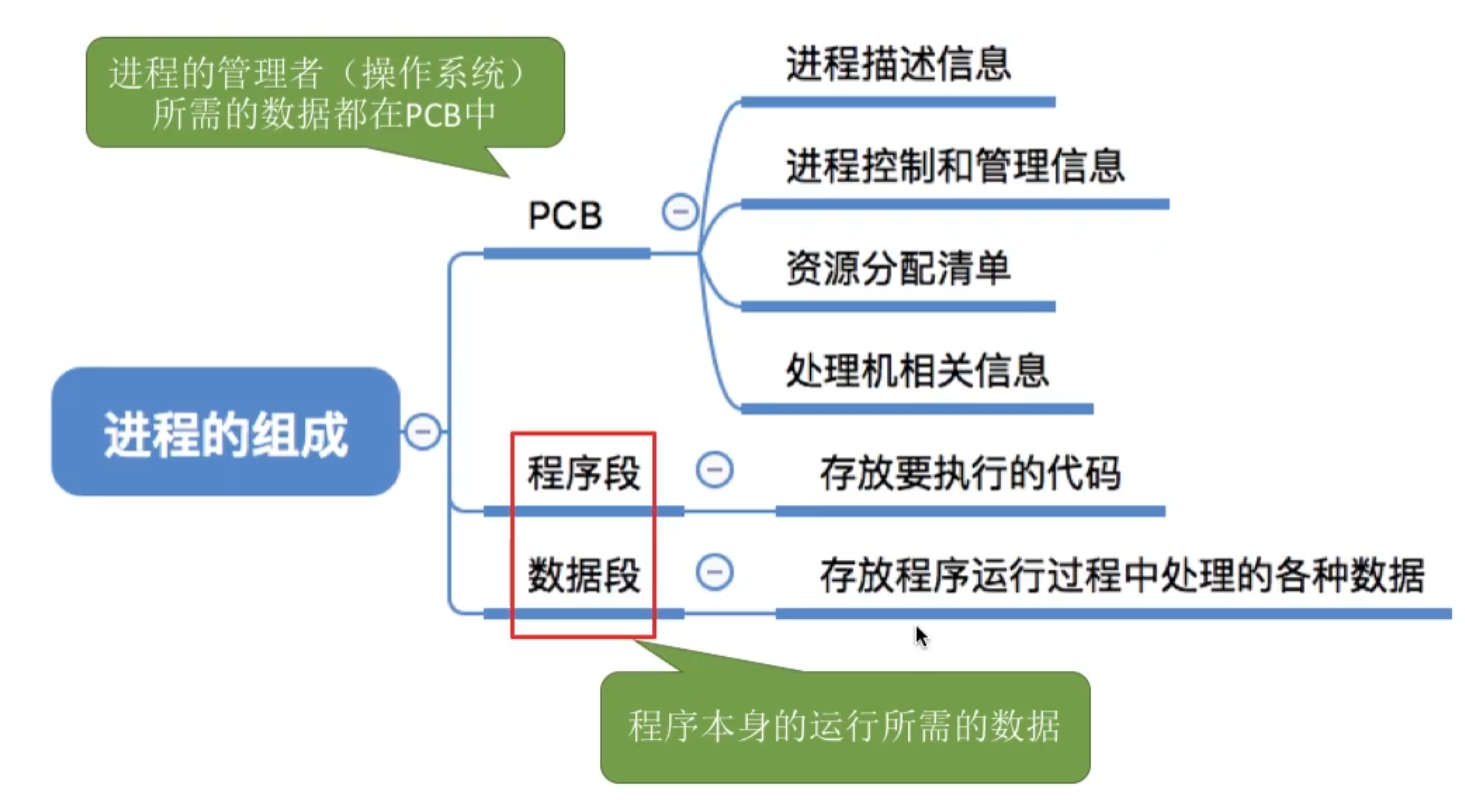 进程的管理者（操作系统）
所需的数据都在PCB中
进程描述信息
进程控制和管理信息
PCB
资源分配清单
处理机相关信息
进程的组成
程序段
存放要执行的代码
数据段
存放程序运行过程中处理的各种数据
程序本身的运行所需的数据